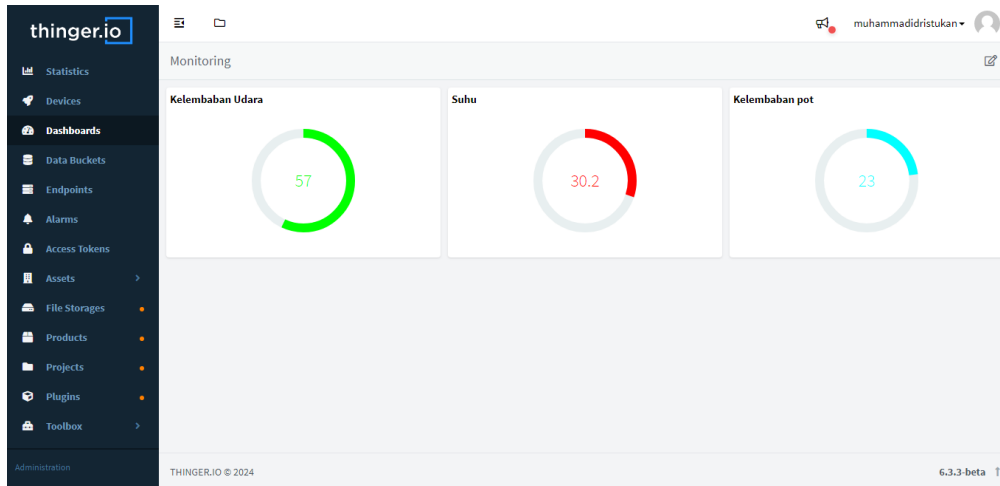 thinger.io
muhammadidristukan
Statistics
Devices
Dashboards
Data Buckets
Endpoints
Alarms
Access Tokens
Assets
File Storages
Products
Projects
Plugins
Toolbox
Administration
Monitoring
Kelembaban Udara
57
Suhu
30.2
Kelembaban pot
23
THINGER.IO © 2024
6.3.3-beta